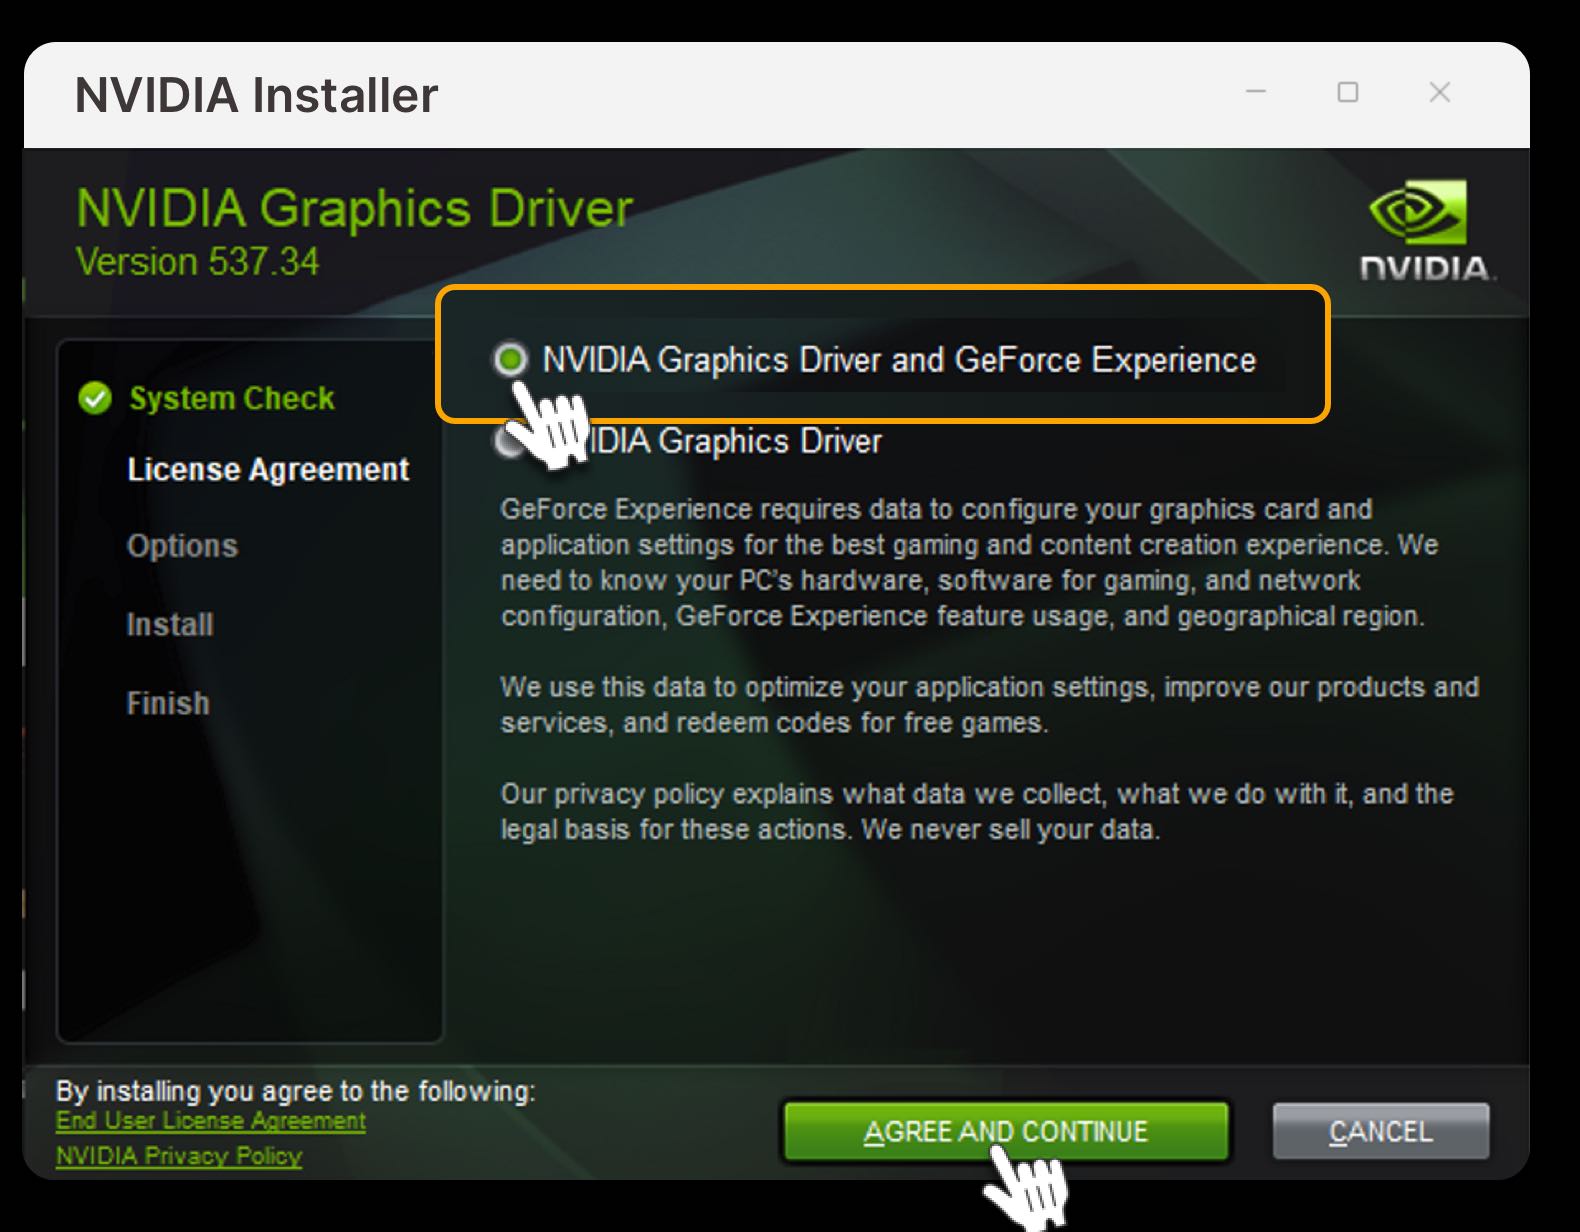 NVIDIA Installer
NVIDIA Graphics Driver
Version 537.34
NVIDIA.
NVIDIA Graphics Driver and GeForce Experience
System Check
IDIA Graphics Driver
License Agreement
GeForce Experience requires data to configure your graphics card and
Options
application settings for the best gaming and content creation experience. We
need to know your PC's hardware, software for gaming, and network
Install
configuration, GeForce Experience feature usage, and geographical region.
Finish
We use this data to optimize your application settings, improve our products and
services, and redeem codes for free games.
Our privacy policy explains what data we collect, what we do with it, and the
legal basis for these actions. We never sell your data.
By installing you agree to the following:
End User License Agreement
NVIDIA Privacy Policy
AGREE AND CONTINUE
CANCEL